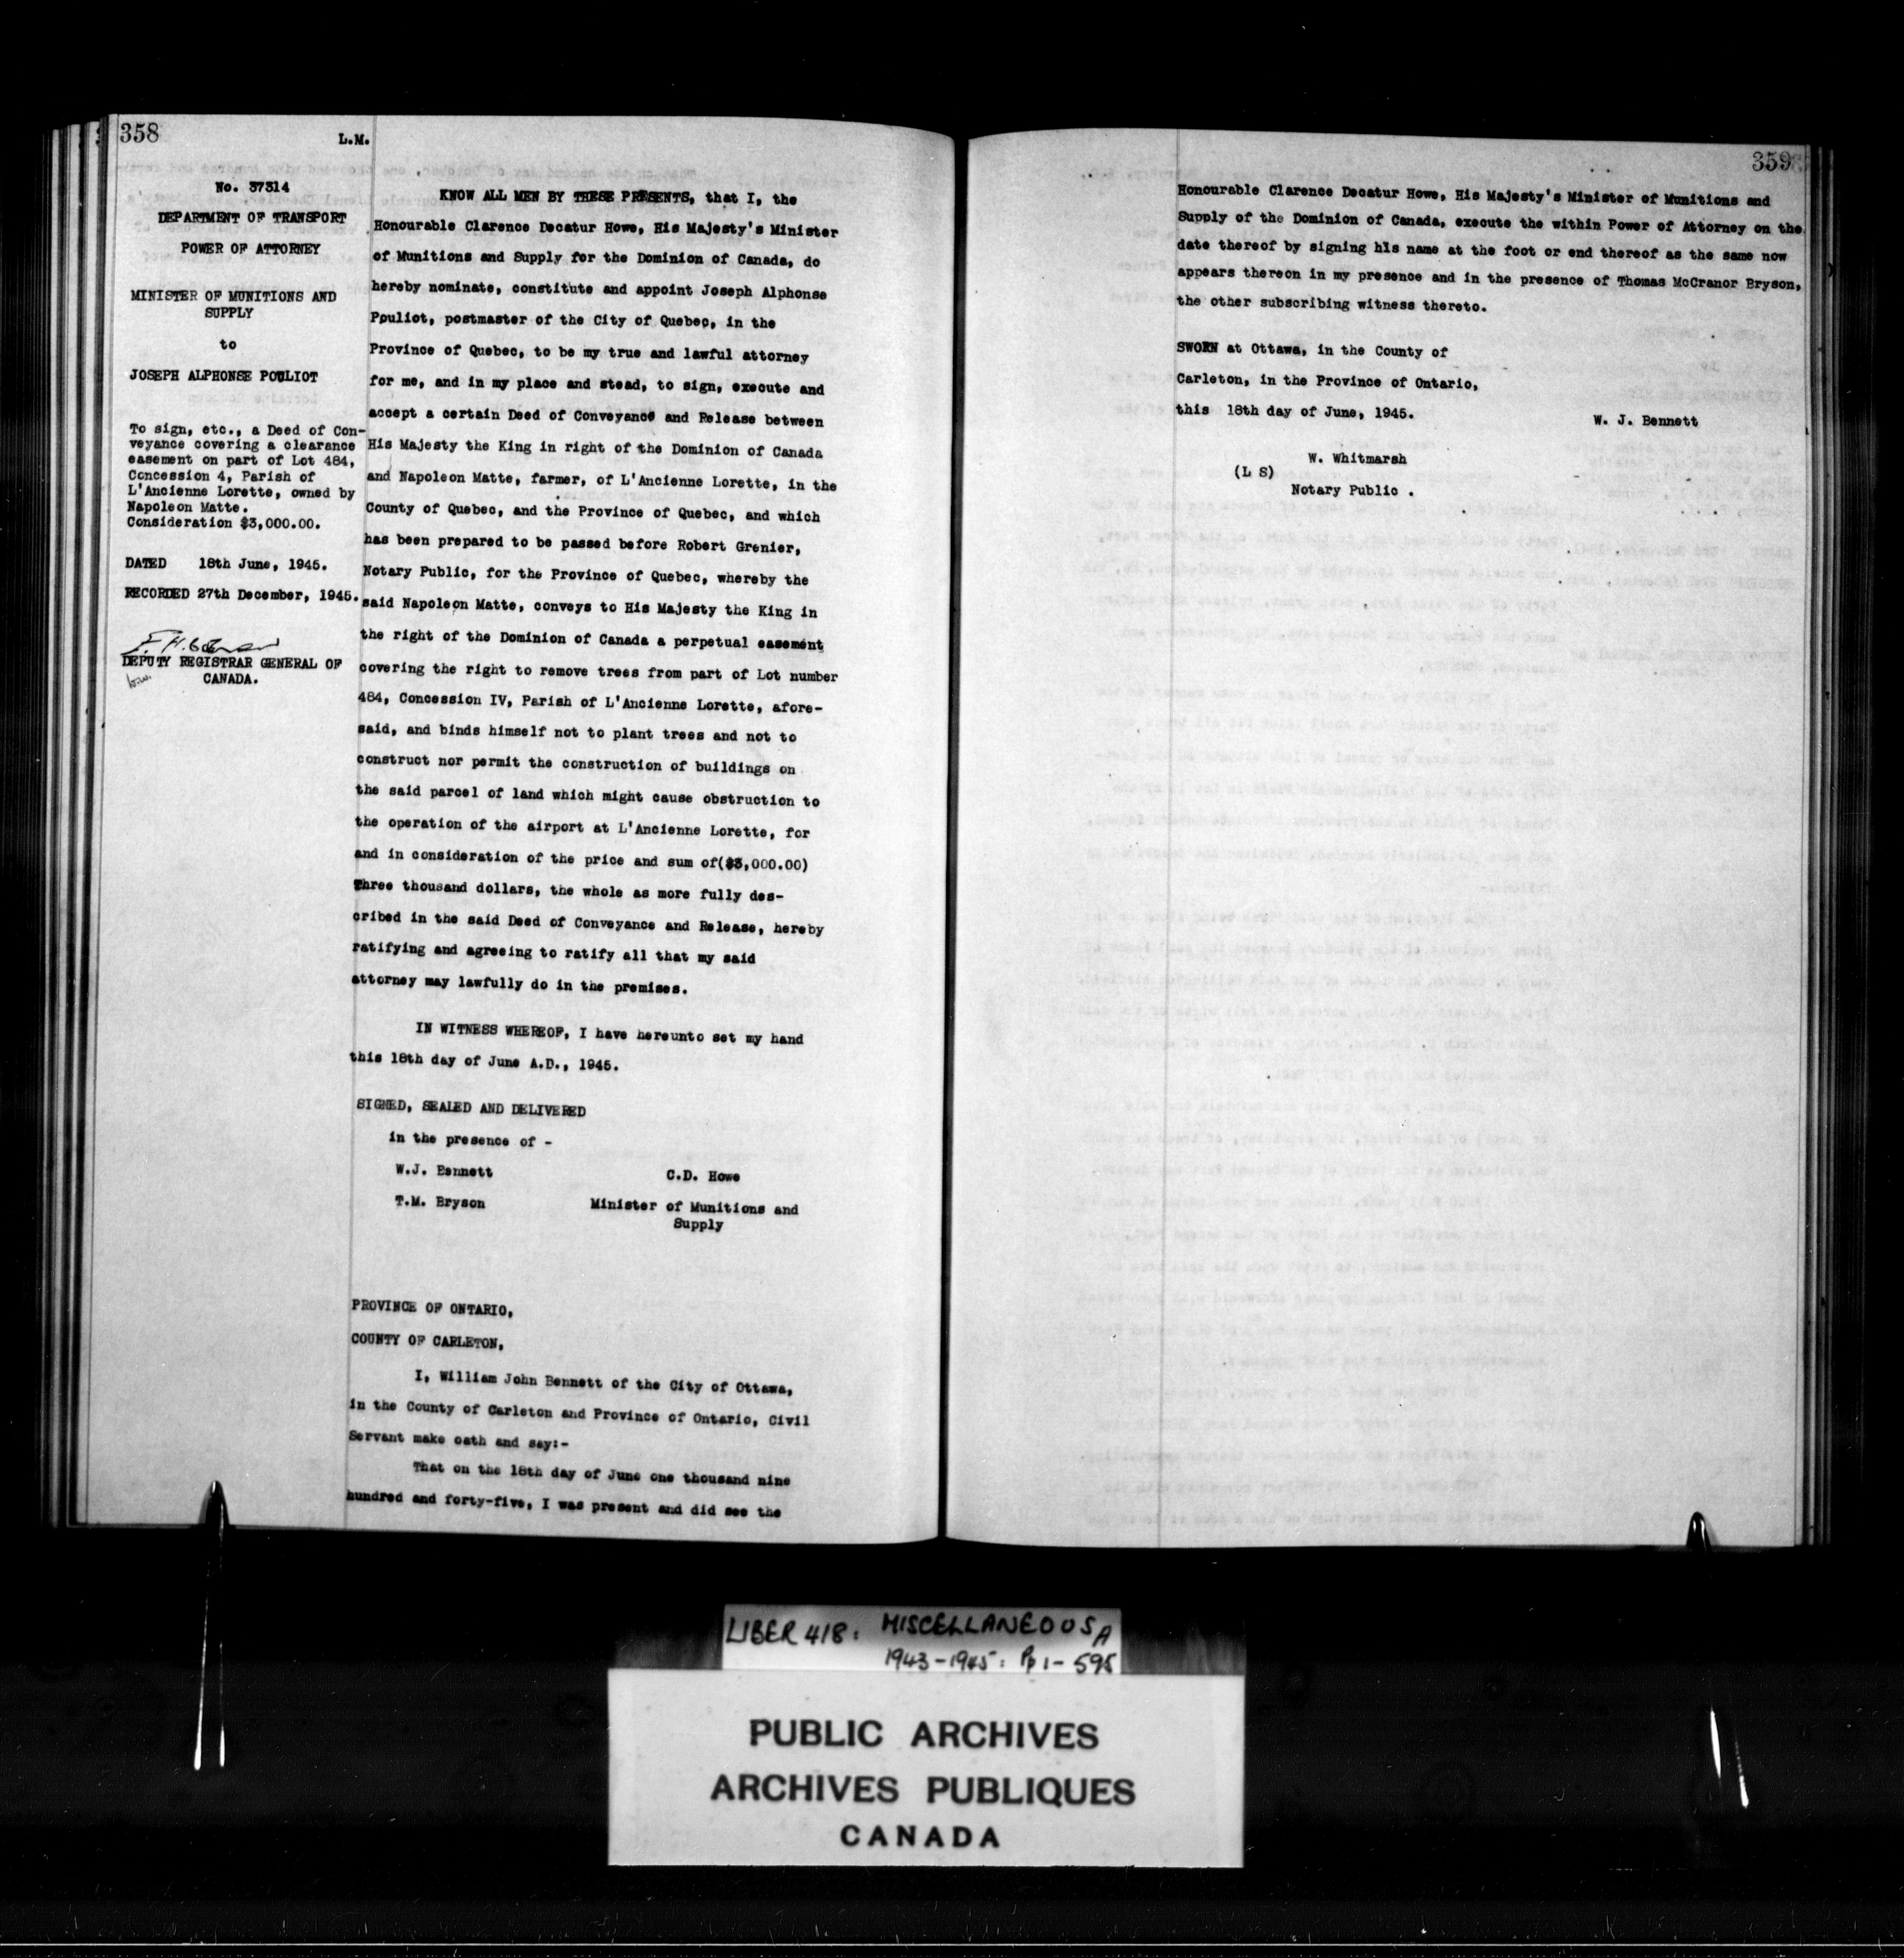 358
L.M.
No. 37314
DEPARTMENT OF TRANSPORT
POWER OF ATTORNEY
MINISTER OF MUNITIONS AND
SUPPLY
to
JOSEPH ALPHONSE POULIOT
To sign, etc., a Deed of Con-
veyance covering a clearance
easement on part of Lot 484,
Concession 4, Parish of
L'Ancienne Lorette, owned by
Napoleon Matte.
Consideration $3,000.00.
DATED 18th June, 1945.
RECORDED 27th December, 1945.
DEPUTY REGISTRAR GENERAL OF
CANADA.
KNOW ALL MEN BY THESE PRESENTS, that I, the
Honourable Clarence Decatur Howe, His Majesty's Minister
of Munitions and Supply for the Dominion of Canada, do
hereby nominate, constitute and appoint Joseph Alphonse
Pouliot, postmaster of the City of Quebec, in the
Province of Quebec, to be my true and lawful attorney
for me, and in my place and stead, to sign, execute and
accept a certain Deed of Conveyance and Release between
His Majesty the King in right of the Dominion of Canada
and Napoleon Matte, farmer, of L'Ancienne Lorette, in the
County of Quebec, and the Province of Quebec, and which
has been prepared to be passed before Robert Grenier,
Notary Public, for the Province of Quebec, whereby the
said Napoleon Matte, conveys to His Majesty the King in
the right of the Dominion of Canada a perpetual easement
covering the right to remove trees from part of Lot number
484, Concession IV, Parish of L'Ancienne Lorette, afore-
said, and binds himself not to plant trees and not to
construct nor permit the construction of buildings on
the said parcel of land which might cause obstruction to
the operation of the airport at L'Ancienne Lorette, for
and in consideration of the price and sum of($3,000.00)
Three thousand dollars, the whole as more fully des-
cribed in the said Deed of Conveyance and Release, hereby
ratifying and agreeing to ratify all that my said
attorney may lawfully do in the premises.
IN WITNESS WHEREOF, I have hereunto set my hand
this 18th day of June A.D., 1945.
SIGNED, SEALED AND DELIVERED
in the presence of -
W.J. Bennett
C.D. Howe
T.M. Bryson
Minister of Munitions and
Supply
PROVINCE OF ONTARIO,
COUNTY OF CARLETON,
I, William John Bennett of the City of Ottawa,
in the County of Carleton and Province of Ontario, Civil
Servant make oath and say:-
That on the 18th day of June one thousand nine
hundred and forty-five, I was present and did see the
359
Honourable Clarence Decatur Howe, His Majesty's Minister of Munitions and
Supply of the Dominion of Canada, execute the within Power of Attorney on the
date thereof by signing his name at the foot or end thereof as the same now
appears thereon in my presence and in the presence of Thomas McCranor Bryson,
the other subscribing witness thereto.
SWORN at Ottawa, in the County of
Carleton, in the Province of Ontario,
this 18th day of June, 1945.
W. J. Bennett
W. Whitmarsh
(L S)
Notary Public .
LIBER 418: MISCELLANEOUS A
1943-1945: Pp 1-595
PUBLIC ARCHIVES
ARCHIVES PUBLIQUES
CANADA